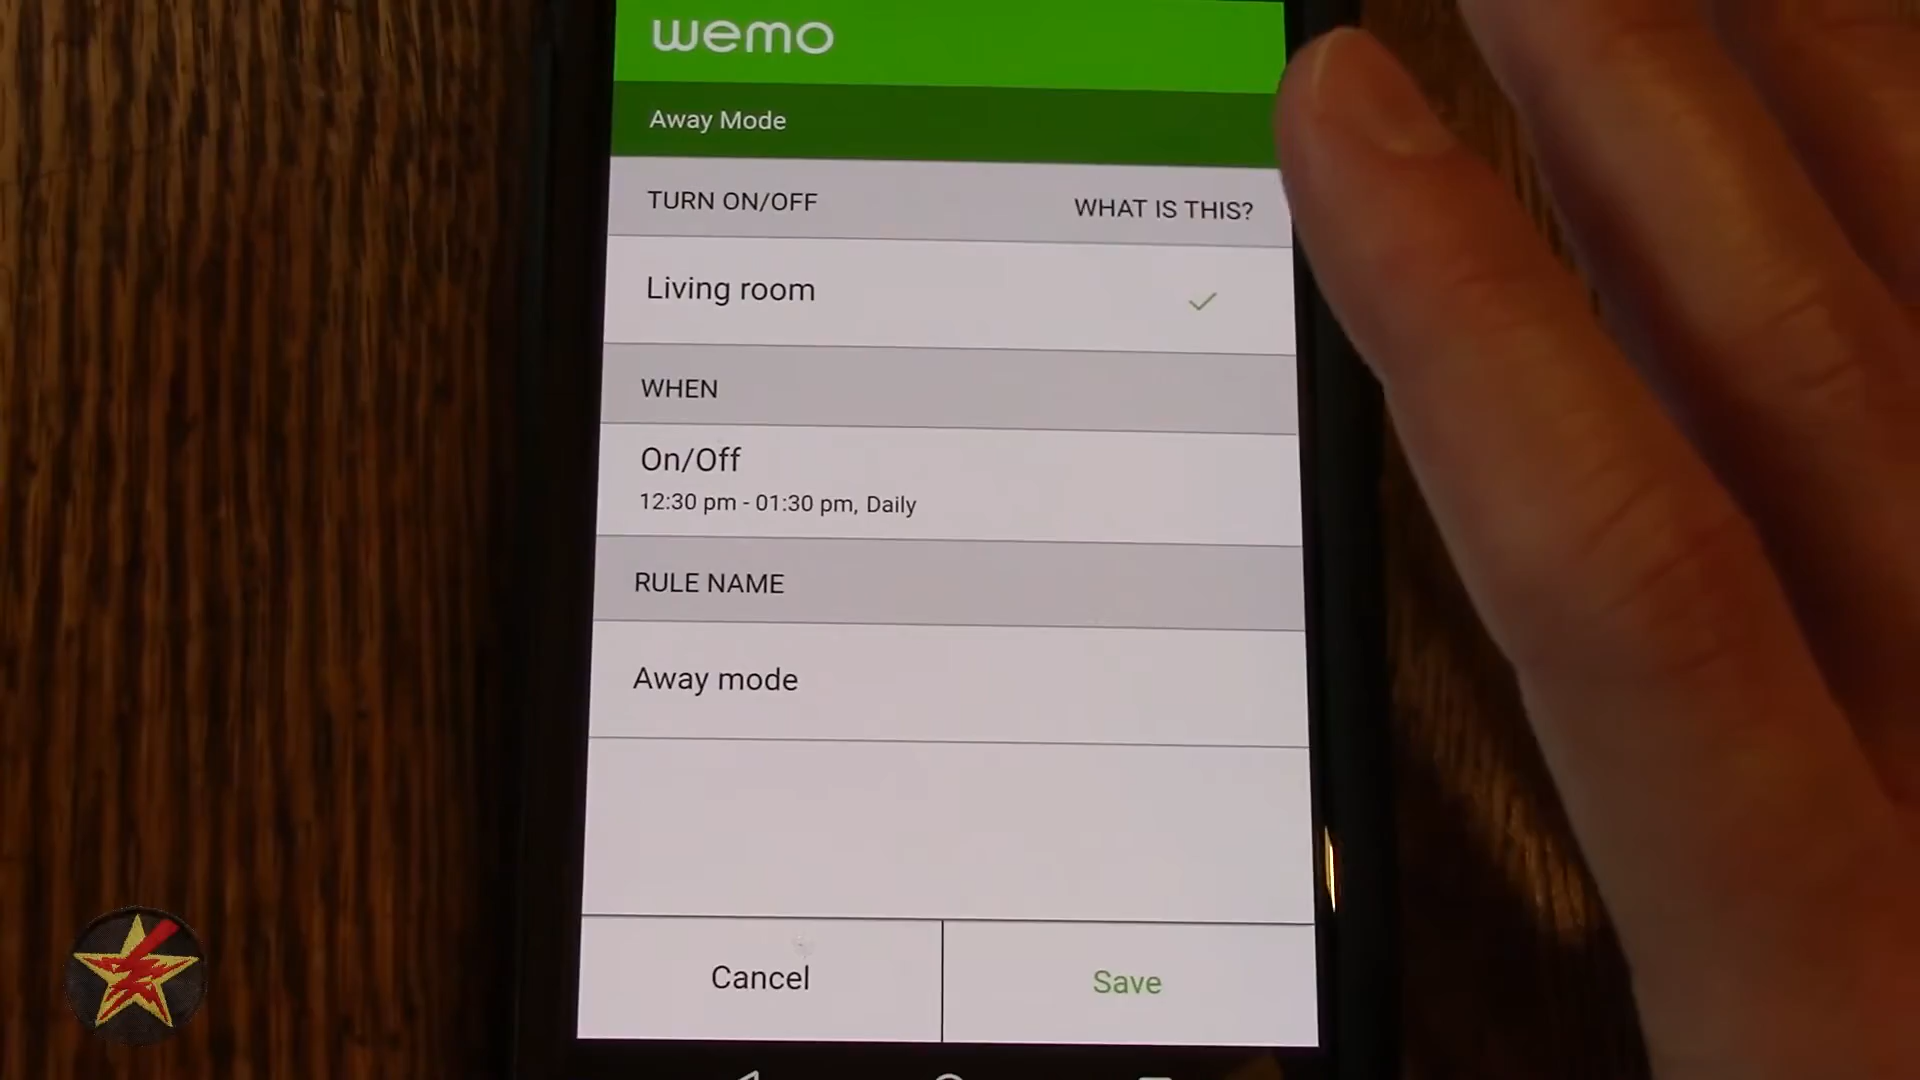 wemo
Away Mode
TURN ON/OFF WHAT IS THIS?
Living room
WHEN
On/Off
12:30 pm - 01:30 pm, Daily
RULE NAME
Away mode
Cancel Save